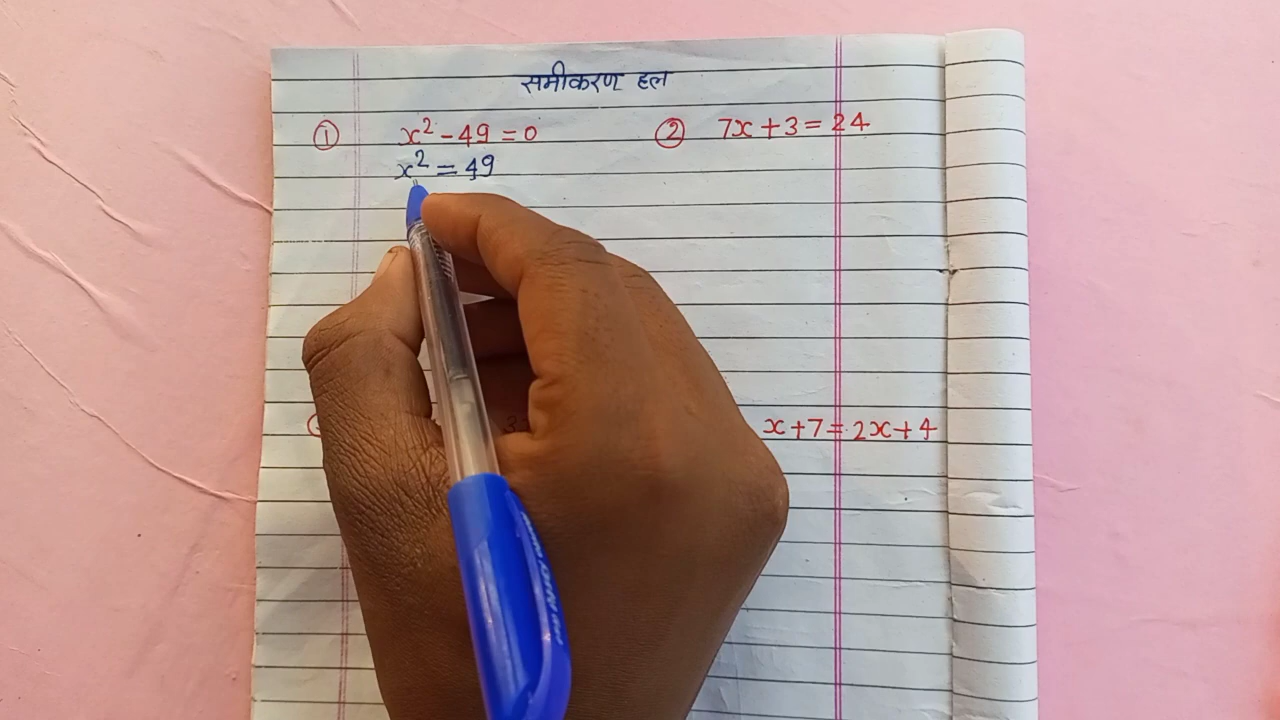 समीकरण हल
① x² - 49 = 0
x² = 49
② 7x + 3 = 24
x + 7 = 2x + 4